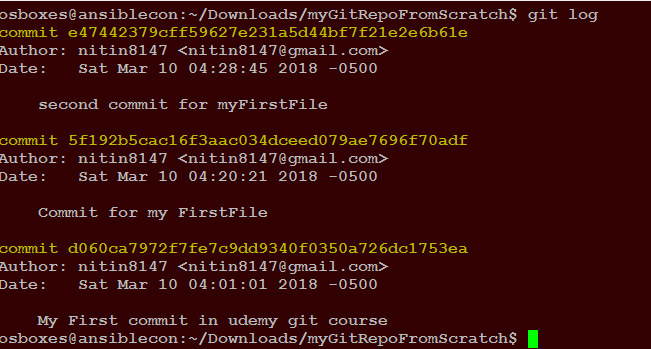 osboxes@ansiblecon:~/Downloads/myGitRepoFromScratch$ git log
commit e47442379cff59627e231a5d44bf7f21e2e6b61e
Author: nitin8147 <nitin8147@gmail.com>
Date:   Sat Mar 10 04:28:45 2018 -0500
second commit for myFirstFile
commit 5f192b5cac16f3aac034dceed079ae7696f70adf
Author: nitin8147 <nitin8147@gmail.com>
Date:   Sat Mar 10 04:20:21 2018 -0500
Commit for my FirstFile
commit d060ca7972f7fe7c9dd9340f0350a726dc1753ea
Author: nitin8147 <nitin8147@gmail.com>
Date:   Sat Mar 10 04:01:01 2018 -0500
My First commit in udemy git course
osboxes@ansiblecon:~/Downloads/myGitRepoFromScratch$